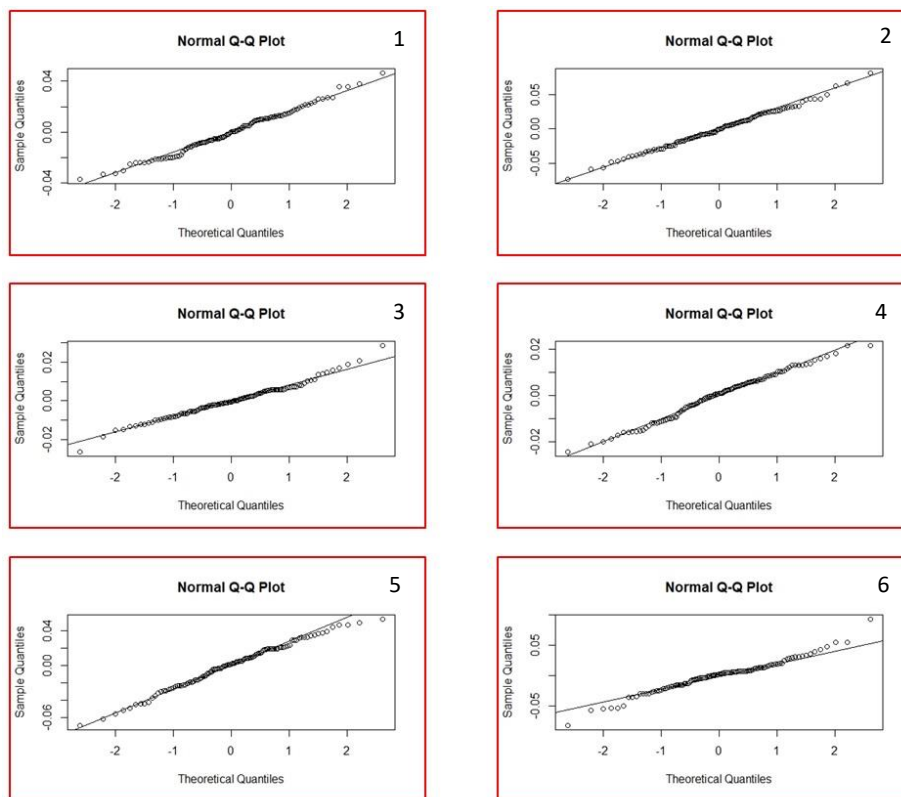 Normal Q-Q Plot 1
Sample Quantiles
0.04
0.00
-0.04
-2 -1 0 1 2
Theoretical Quantiles
Normal Q-Q Plot 2
Sample Quantiles
0.05
0.00
-0.05
-2 -1 0 1 2
Theoretical Quantiles
Normal Q-Q Plot 3
Sample Quantiles
0.02
0.00
-0.02
-2 -1 0 1 2
Theoretical Quantiles
Normal Q-Q Plot 4
Sample Quantiles
0.02
0.00
-0.02
-2 -1 0 1 2
Theoretical Quantiles
Normal Q-Q Plot 5
Sample Quantiles
0.04
0.00
-0.06
-2 -1 0 1 2
Theoretical Quantiles
Normal Q-Q Plot 6
Sample Quantiles
0.05
-0.05
-2 -1 0 1 2
Theoretical Quantiles